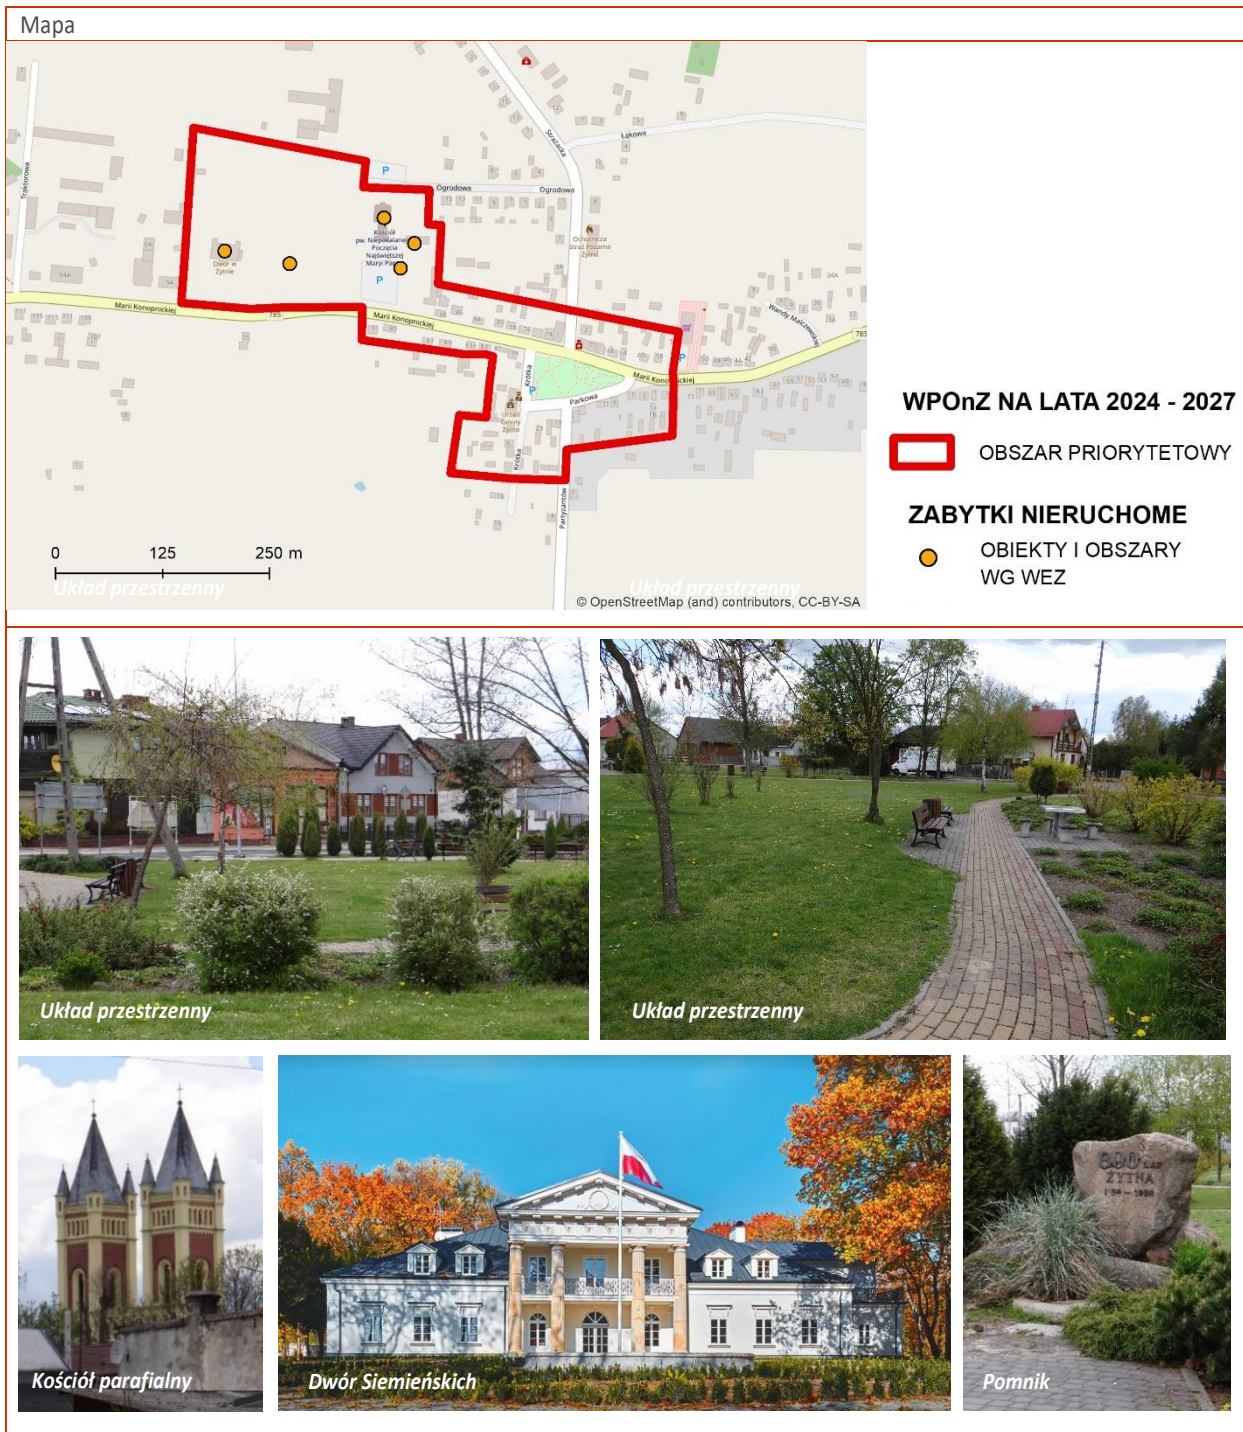 Mapa
Strażacka
Łąkowa
Traktorowa
Ogrodowa
Ogrodowa
P
Kościół
pw. Niepokalanego
Poczęcia
Najświętszej
Maryi Panny
Ochotnicza
Straż Pożarna
Żytno
Dwór w
Żytnie
P
Marii Konopnickiej
785
Marii Konopnickiej
Wandy Malczewskiej
785
P
Marii Konopnickiej
Krótka
P
Parkowa
Urząd
Gminy
Żytno
Krótka
Partyzantów
WPOnZ NA LATA 2024 - 2027
OBSZAR PRIORYTETOWY
ZABYTKI NIERUCHOME
OBIEKTY I OBSZARY
WG WEZ
0 125 250 m
Układ przestrzenny
Układ przestrzenny
© OpenStreetMap (and) contributors, CC-BY-SA
Układ przestrzenny
Układ przestrzenny
Kościół parafialny
Dwór Siemieńskich
800 LAT
ŻYTNA
Pomnik